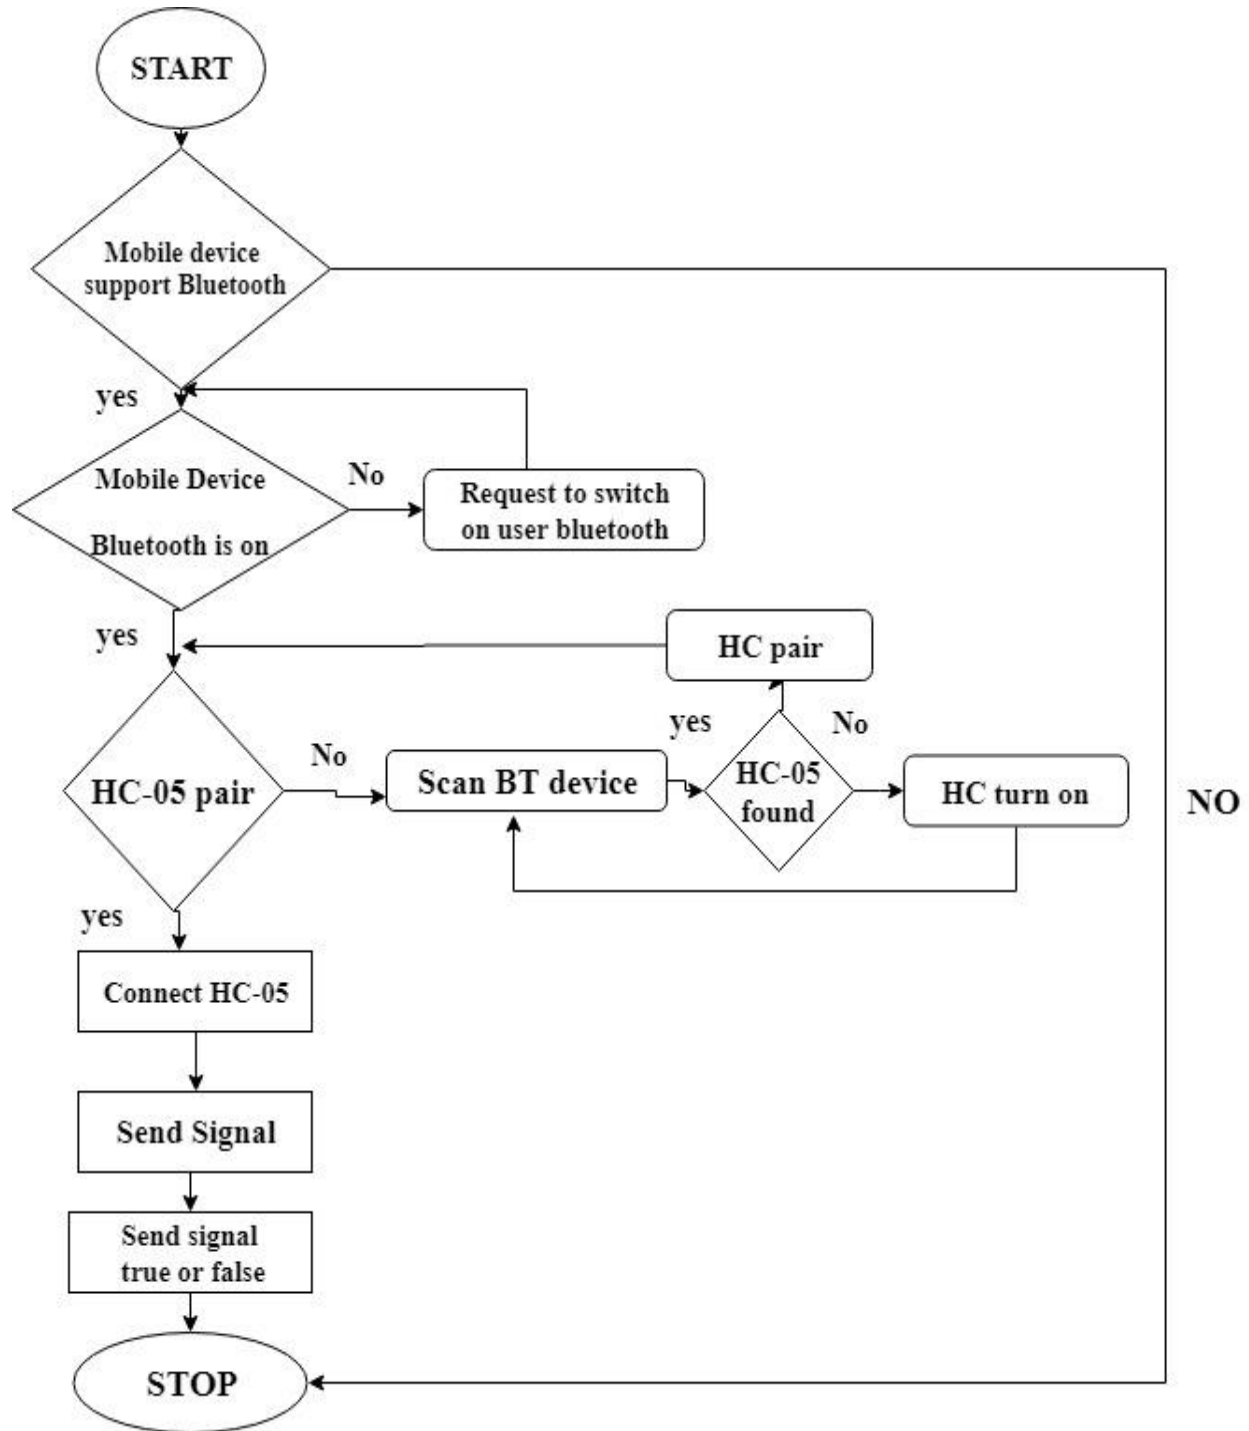 START
Mobile device
support Bluetooth
yes
Mobile Device
Bluetooth is on
No
Request to switch
on user bluetooth
yes
HC pair
HC-05 pair
No
Scan BT device
yes
No
HC-05
found
HC turn on
NO
yes
Connect HC-05
Send Signal
Send signal
true or false
STOP